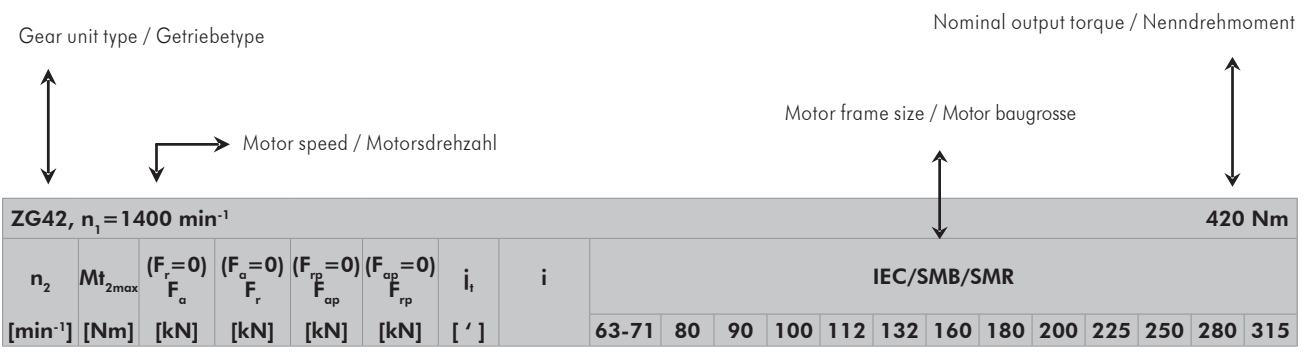 Nominal output torque / Nenndrehmoment
Gear unit type / Getriebetype
Motor frame size / Motor baugrosse
Motor speed / Motorsdrehzahl
ZG42, n₁=1400 min⁻¹ 420 Nm
n₂ Mt₂max (Fᵣ=0) Fₐ (Fₐ=0) Fᵣ (Fᵣₚ=0) Fₐₚ (Fₐₚ=0) Fᵣₚ jₜ i IEC/SMB/SMR
[min⁻¹] [Nm] [kN] [kN] [kN] [kN] [ ‘ ] 63-71 80 90 100 112 132 160 180 200 225 250 280 315